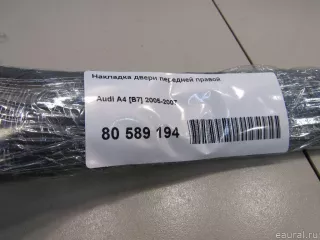 Накладка двери передней правой
Audi A4 [B7] 2005-2007
80 589 194
eaural.ru